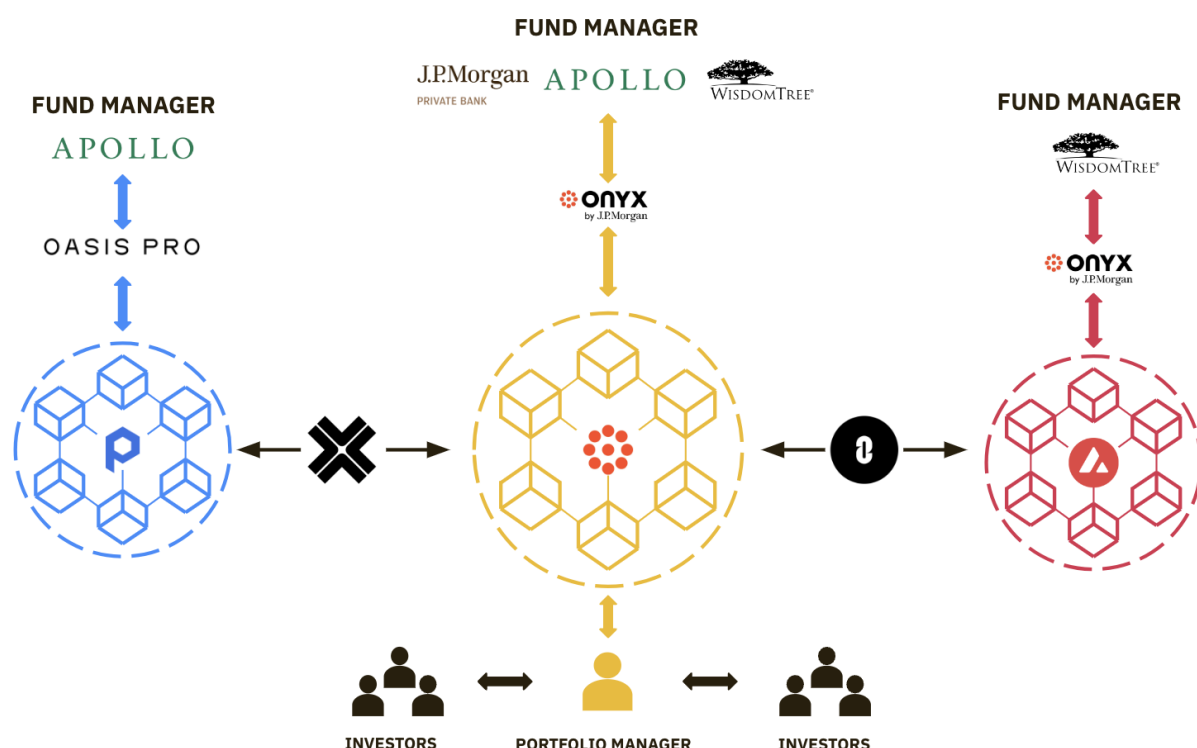 FUND MANAGER
J.P.Morgan
PRIVATE BANK
APOLLO
WISDOMTREE®
FUND MANAGER
APOLLO
FUND MANAGER
WISDOMTREE®
ONYX
by J.P.Morgan
OASIS PRO
ONYX
by J.P.Morgan
INVESTORS
PORTFOLIO MANAGER
INVESTORS